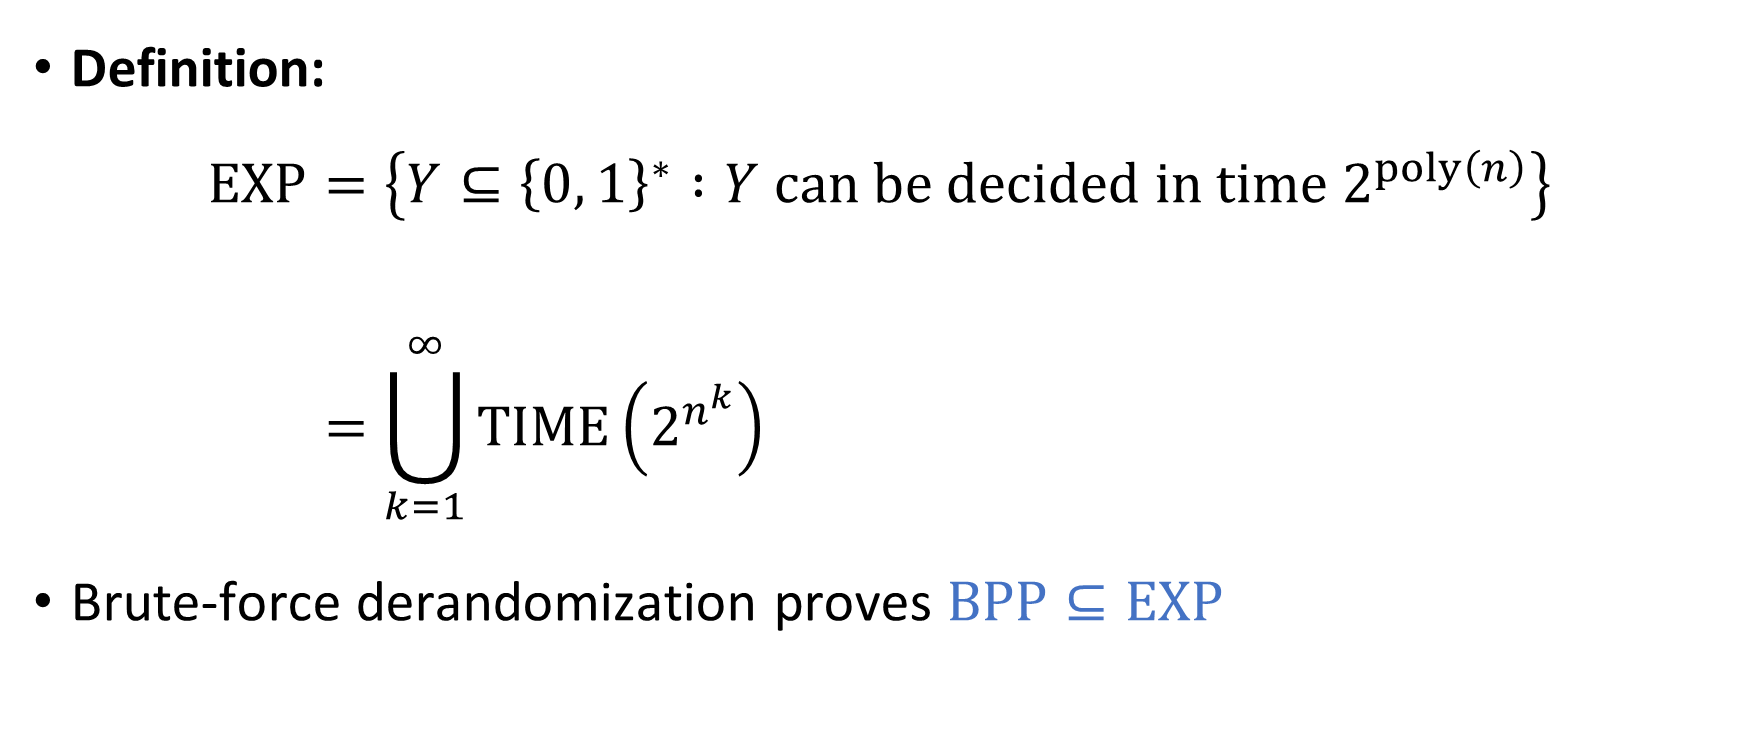 • Definition:
EXP = {Y ⊆ {0, 1}* : Y can be decided in time 2^poly(n)}
= ⋃_{k=1}^{∞} TIME(2^{n^k})
• Brute-force derandomization proves BPP ⊆ EXP